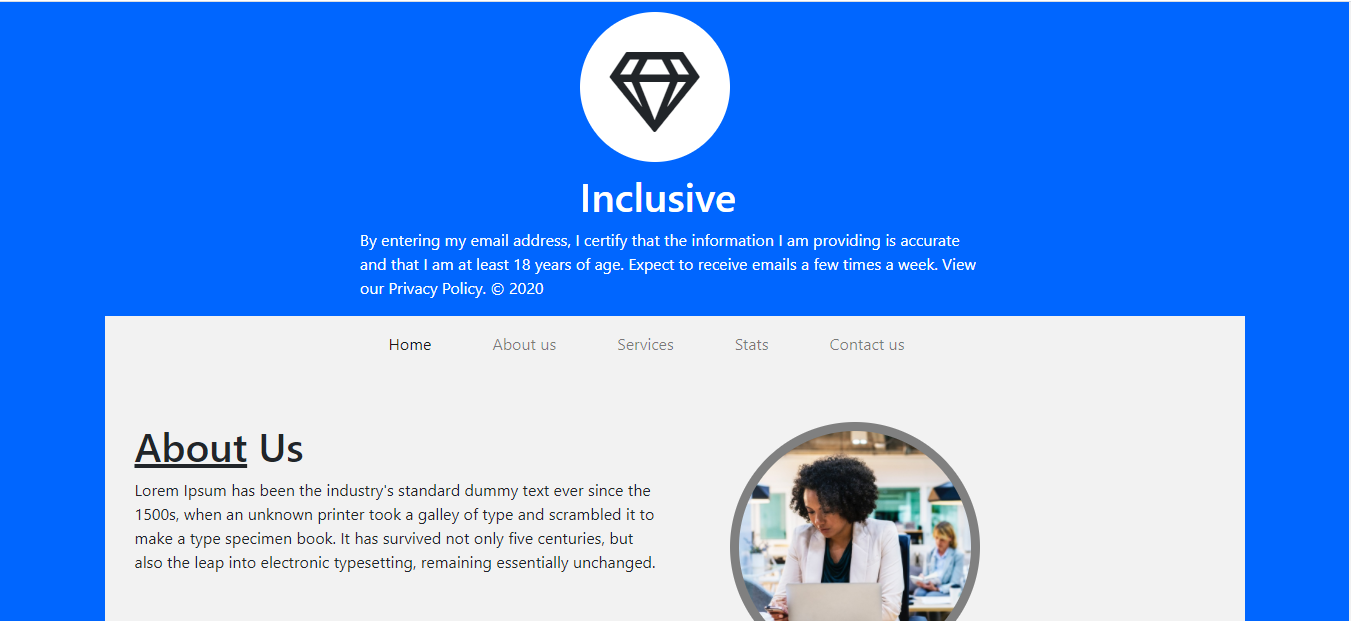 Inclusive
By entering my email address, I certify that the information I am providing is accurate
and that I am at least 18 years of age. Expect to receive emails a few times a week. View
our Privacy Policy. © 2020
Home About us Services Stats Contact us
About Us
Lorem Ipsum has been the industry's standard dummy text ever since the
1500s, when an unknown printer took a galley of type and scrambled it to
make a type specimen book. It has survived not only five centuries, but
also the leap into electronic typesetting, remaining essentially unchanged.